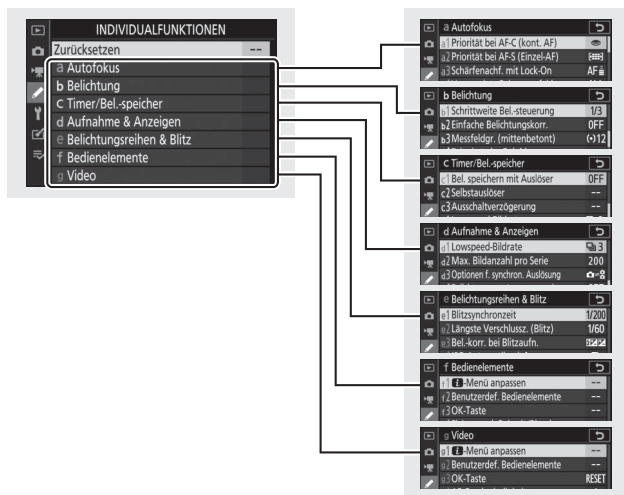 INDIVIDUALFUNKTIONEN
Zurücksetzen --
a Autofokus
b Belichtung
c Timer/Bel.-speicher
d Aufnahme & Anzeigen
e Belichtungsreihen & Blitz
f Bedienelemente
g Video
a Autofokus
a1 Priorität bei AF-C (kont. AF)
a2 Priorität bei AF-S (Einzel-AF)
a3 Schärfenachf. mit Lock-On AF
b Belichtung
b1 Schrittweite Bel.-steuerung 1/3
b2 Einfache Belichtungskorr. OFF
b3 Messfeldgr. (mittenbetont) (•)12
c Timer/Bel.-speicher
c1 Bel. speichern mit Auslöser OFF
c2 Selbstauslöser --
c3 Ausschaltverzögerung --
d Aufnahme & Anzeigen
d1 Lowspeed-Bildrate 3
d2 Max. Bildanzahl pro Serie 200
d3 Optionen f. synchron. Auslösung
e Belichtungsreihen & Blitz
e1 Blitzsynchronzeit 1/200
e2 Längste Verschlussz. (Blitz) 1/60
e3 Bel.-korr. bei Blitzaufn.
f Bedienelemente
f1 i-Menü anpassen --
f2 Benutzerdef. Bedienelemente --
f3 OK-Taste --
g Video
g1 i-Menü anpassen --
g2 Benutzerdef. Bedienelemente --
g3 OK-Taste RESET